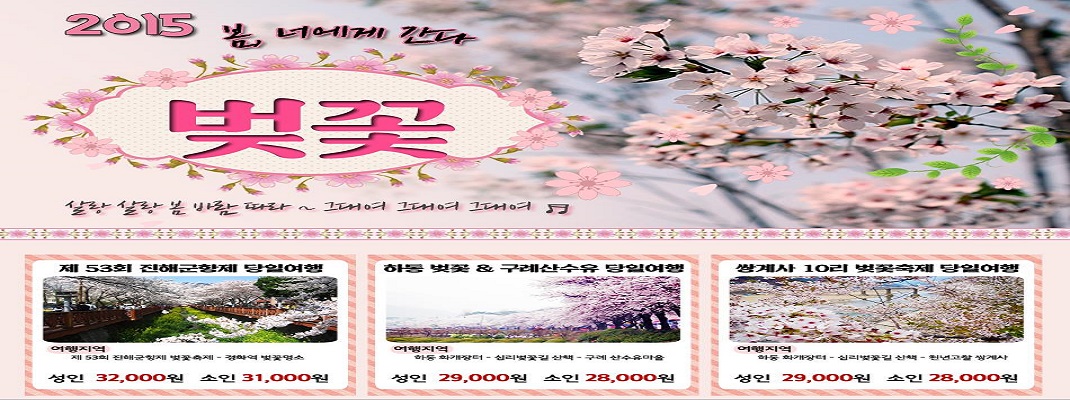 2015 봄, 너에게 간다
벚꽃
살랑 살랑 봄 바람 따라 ~ 그대여 그대여 그대여 ♬
제 53회 진해군항제 당일여행
여행지역
제 53회 진해군항제 벚꽃축제 - 경화역 벚꽃명소
성인 32,000원 소인 31,000원
하동 벚꽃 & 구례산수유 당일여행
여행지역
하동 화개장터 - 십리벚꽃길 산책 - 구례 산수유마을
성인 29,000원 소인 28,000원
쌍계사 10리 벚꽃축제 당일여행
여행지역
하동 화개장터 - 십리벚꽃길 산책 - 천년고찰 쌍계사
성인 29,000원 소인 28,000원